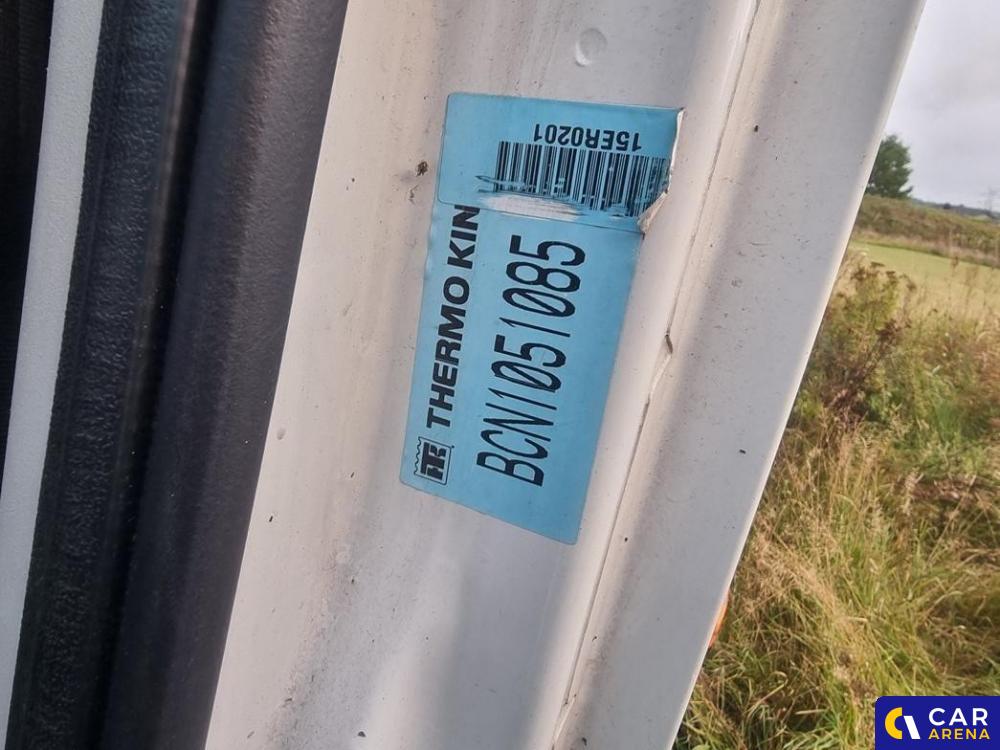 15ER0201
THERMO KIN
BCN1051085
CAR
ARENA